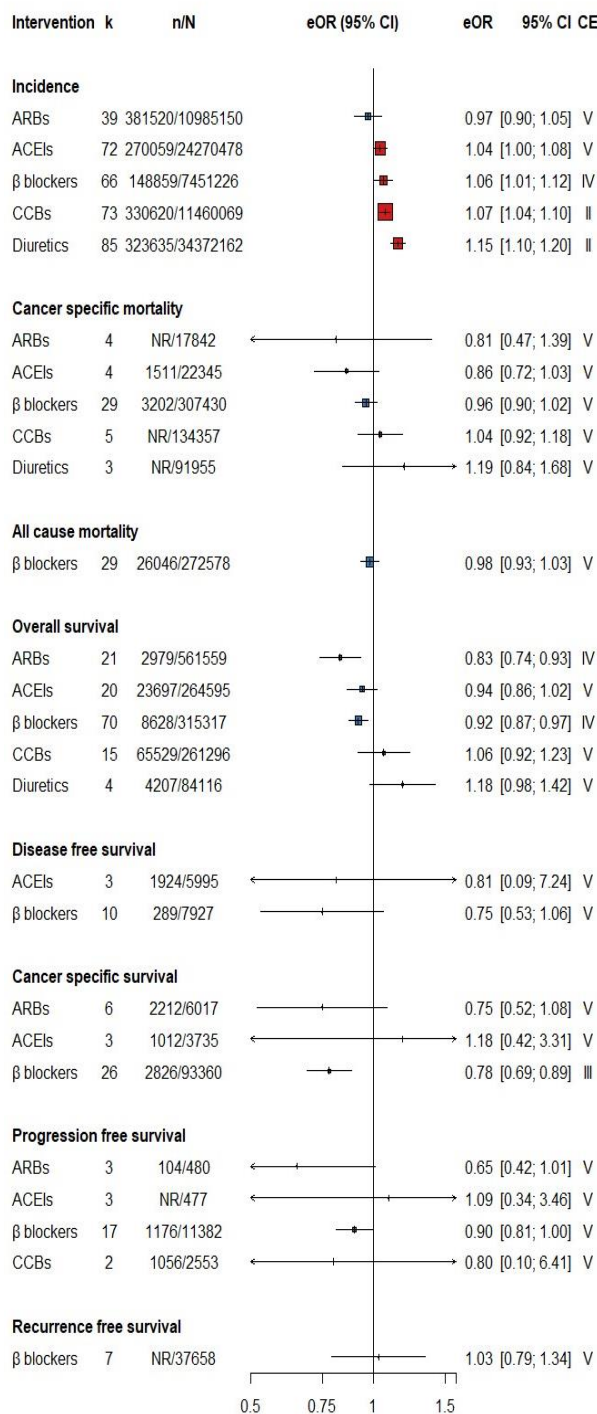 Intervention k n/N eOR (95% CI) eOR 95% CI CE
Incidence
ARBs 39 381520/10985150 0.97 [0.90; 1.05] V
ACEIs 72 270059/24270478 1.04 [1.00; 1.08] V
β blockers 66 148859/7451226 1.06 [1.01; 1.12] IV
CCBs 73 330620/11460069 1.07 [1.04; 1.10] II
Diuretics 85 323635/34372162 1.15 [1.10; 1.20] II
Cancer specific mortality
ARBs 4 NR/17842 0.81 [0.47; 1.39] V
ACEIs 4 1511/22345 0.86 [0.72; 1.03] V
β blockers 29 3202/307430 0.96 [0.90; 1.02] V
CCBs 5 NR/134357 1.04 [0.92; 1.18] V
Diuretics 3 NR/91955 1.19 [0.84; 1.68] V
All cause mortality
β blockers 29 26046/272578 0.98 [0.93; 1.03] V
Overall survival
ARBs 21 2979/561559 0.83 [0.74; 0.93] IV
ACEIs 20 23697/264595 0.94 [0.86; 1.02] V
β blockers 70 8628/315317 0.92 [0.87; 0.97] IV
CCBs 15 65529/261296 1.06 [0.92; 1.23] V
Diuretics 4 4207/84116 1.18 [0.98; 1.42] V
Disease free survival
ACEIs 3 1924/5995 0.81 [0.09; 7.24] V
β blockers 10 289/7927 0.75 [0.53; 1.06] V
Cancer specific survival
ARBs 6 2212/6017 0.75 [0.52; 1.08] V
ACEIs 3 1012/3735 1.18 [0.42; 3.31] V
β blockers 26 2826/93360 0.78 [0.69; 0.89] III
Progression free survival
ARBs 3 104/480 0.65 [0.42; 1.01] V
ACEIs 3 NR/477 1.09 [0.34; 3.46] V
β blockers 17 1176/11382 0.90 [0.81; 1.00] V
CCBs 2 1056/2553 0.80 [0.10; 6.41] V
Recurrence free survival
β blockers 7 NR/37658 1.03 [0.79; 1.34] V
0.5 0.75 1 1.5